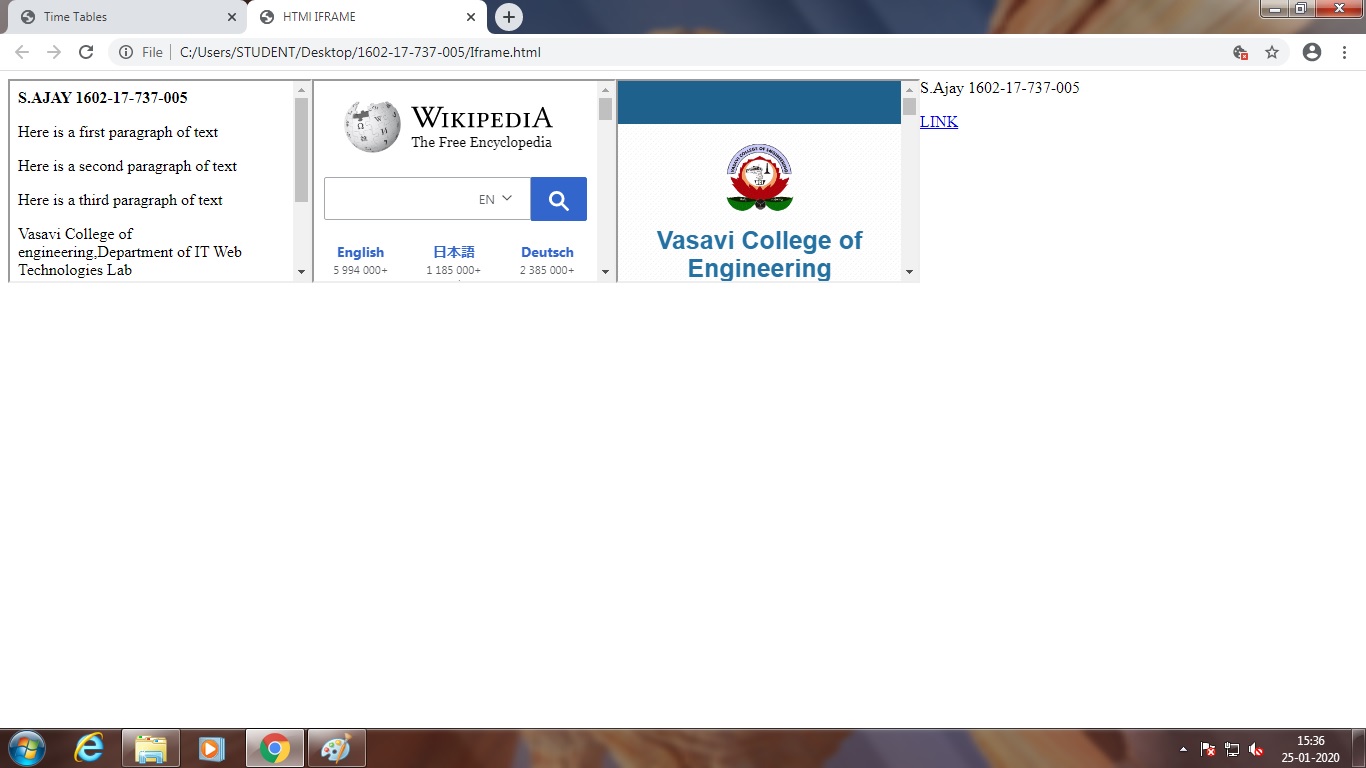 Time Tables
HTMl IFRAME
File
C:/Users/STUDENT/Desktop/1602-17-737-005/Iframe.html
S.AJAY 1602-17-737-005
Here is a first paragraph of text
Here is a second paragraph of text
Here is a third paragraph of text
Vasavi College of
engineering,Department of IT Web
Technologies Lab
WIKIPEDIA
The Free Encyclopedia
EN
English 日本語 Deutsch
5 994 000+ 1 185 000+ 2 385 000+
Vasavi College of
Engineering
S.Ajay 1602-17-737-005
LINK
15:36
25-01-2020